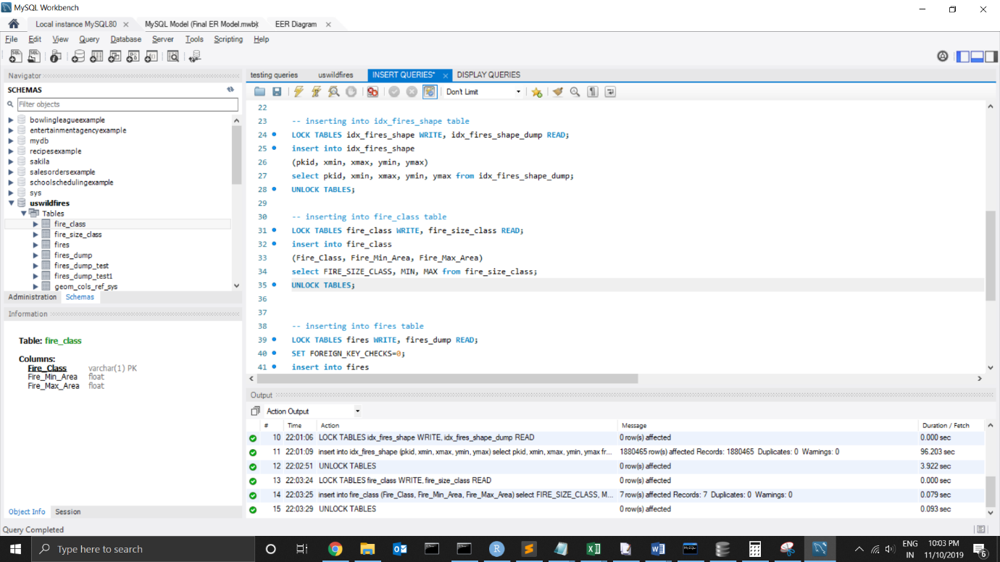 MySQL Workbench
Local instance MySQL80 MySQL Model (Final ER Model.mwb) EER Diagram
File Edit View Query Database Server Tools Scripting Help
Navigator
SCHEMAS
Filter objects
bowlingleagueexample
entertainmentagencyexample
mydb
recipesexample
sakila
salesordersexample
schoolschedulingexample
sys
uswildfires
Tables
fire_class
fire_size_class
fires
fires_dump
fires_dump_test
fires_dump_test1
geom_cols_ref_sys
Administration Schemas
Information
Table: fire_class
Columns:
Fire_Class varchar(1) PK
Fire_Min_Area float
Fire_Max_Area float
Object Info Session
testing queries uswildfires INSERT QUERIES* DISPLAY QUERIES
Don't Limit
22
23 -- inserting into idx_fires_shape table
24 LOCK TABLES idx_fires_shape WRITE, idx_fires_shape_dump READ;
25 insert into idx_fires_shape
26 (pkid, xmin, xmax, ymin, ymax)
27 select pkid, xmin, xmax, ymin, ymax from idx_fires_shape_dump;
28 UNLOCK TABLES;
29
30 -- inserting into fire_class table
31 LOCK TABLES fire_class WRITE, fire_size_class READ;
32 insert into fire_class
33 (Fire_Class, Fire_Min_Area, Fire_Max_Area)
34 select FIRE_SIZE_CLASS, MIN, MAX from fire_size_class;
35 UNLOCK TABLES;
36
37
38 -- inserting into fires table
39 LOCK TABLES fires WRITE, fires_dump READ;
40 SET FOREIGN_KEY_CHECKS=0;
41 insert into fires
Output
Action Output
# Time Action Message Duration / Fetch
10 22:01:06 LOCK TABLES idx_fires_shape WRITE, idx_fires_shape_dump READ 0 row(s) affected 0.000 sec
11 22:01:09 insert into idx_fires_shape (pkid, xmin, xmax, ymin, ymax) select pkid, xmin, xmax, ymin, ymax fr... 1880465 row(s) affected Records: 1880465 Duplicates: 0 Warnings: 0 96.203 sec
12 22:02:51 UNLOCK TABLES 0 row(s) affected 3.922 sec
13 22:03:24 LOCK TABLES fire_class WRITE, fire_size_class READ 0 row(s) affected 0.000 sec
14 22:03:25 insert into fire_class (Fire_Class, Fire_Min_Area, Fire_Max_Area) select FIRE_SIZE_CLASS, M... 7 row(s) affected Records: 7 Duplicates: 0 Warnings: 0 0.079 sec
15 22:03:29 UNLOCK TABLES 0 row(s) affected 0.093 sec
Query Completed
Type here to search
ENG 10:03 PM
IN 11/10/2019
6